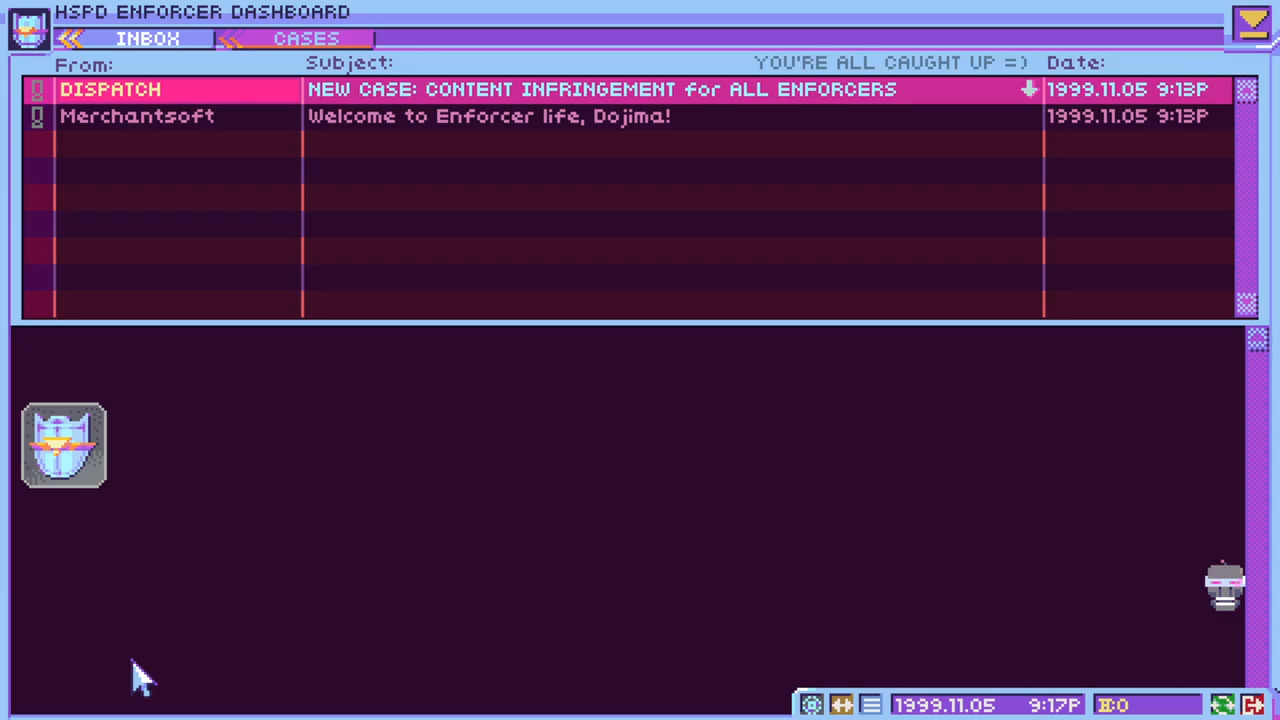 HSPD ENFORCER DASHBOARD
INBOX CASES
From: Subject: YOU'RE ALL CAUGHT UP =) Date:
DISPATCH NEW CASE: CONTENT INFRINGEMENT for ALL ENFORCERS 1999.11.05 9:13P
Merchantsoft Welcome to Enforcer life, Dojima! 1999.11.05 9:13P
1999.11.05 9:17P :0